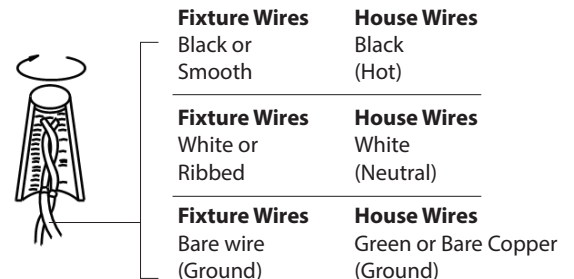 Fixture Wires House Wires
Black or Black
Smooth (Hot)
Fixture Wires House Wires
White or White
Ribbed (Neutral)
Fixture Wires House Wires
Bare wire Green or Bare Copper
(Ground) (Ground)